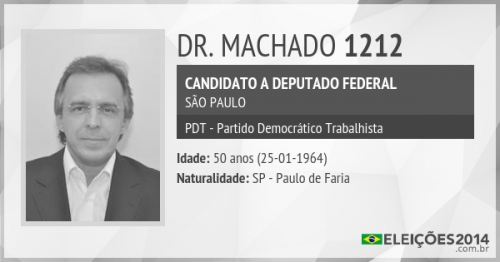 DR. MACHADO 1212
CANDIDATO A DEPUTADO FEDERAL
SÃO PAULO
PDT - Partido Democrático Trabalhista
Idade: 50 anos (25-01-1964)
Naturalidade: SP - Paulo de Faria
ELEIÇÕES2014
.com.br